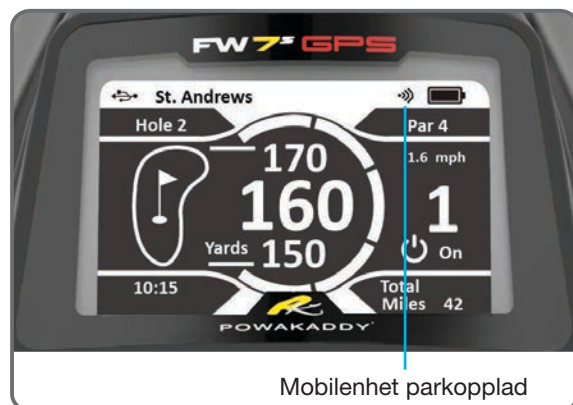 FW7s GPS
St. Andrews
Hole 2
Par 4
170
1.6 mph
160
1
Yards 150
On
10:15
Total
Miles 42
POWAKADDY
Mobilenhet parkopplad